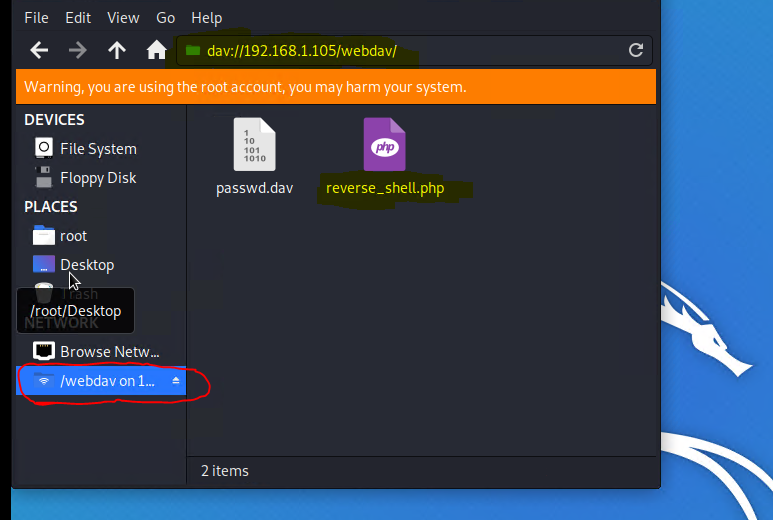 File Edit View Go Help
dav://192.168.1.105/webdav/
Warning, you are using the root account, you may harm your system.
DEVICES
File System
Floppy Disk
PLACES
root
Desktop
Trash
/root/Desktop
NETWORK
Browse Netw...
/webdav on 1...
1
10
101
1010
passwd.dav
php
reverse_shell.php
2 items